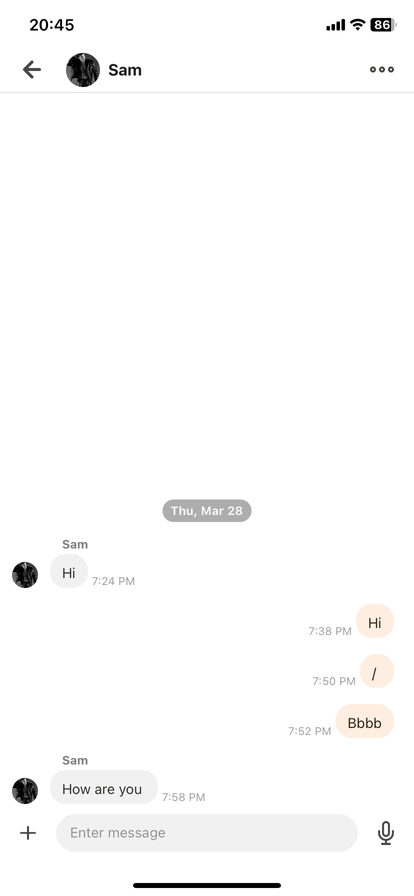 20:45
86
Sam
Thu, Mar 28
Sam
Hi
7:24 PM
7:38 PM
Hi
7:50 PM
/
7:52 PM
Bbbb
Sam
How are you
7:58 PM
Enter message